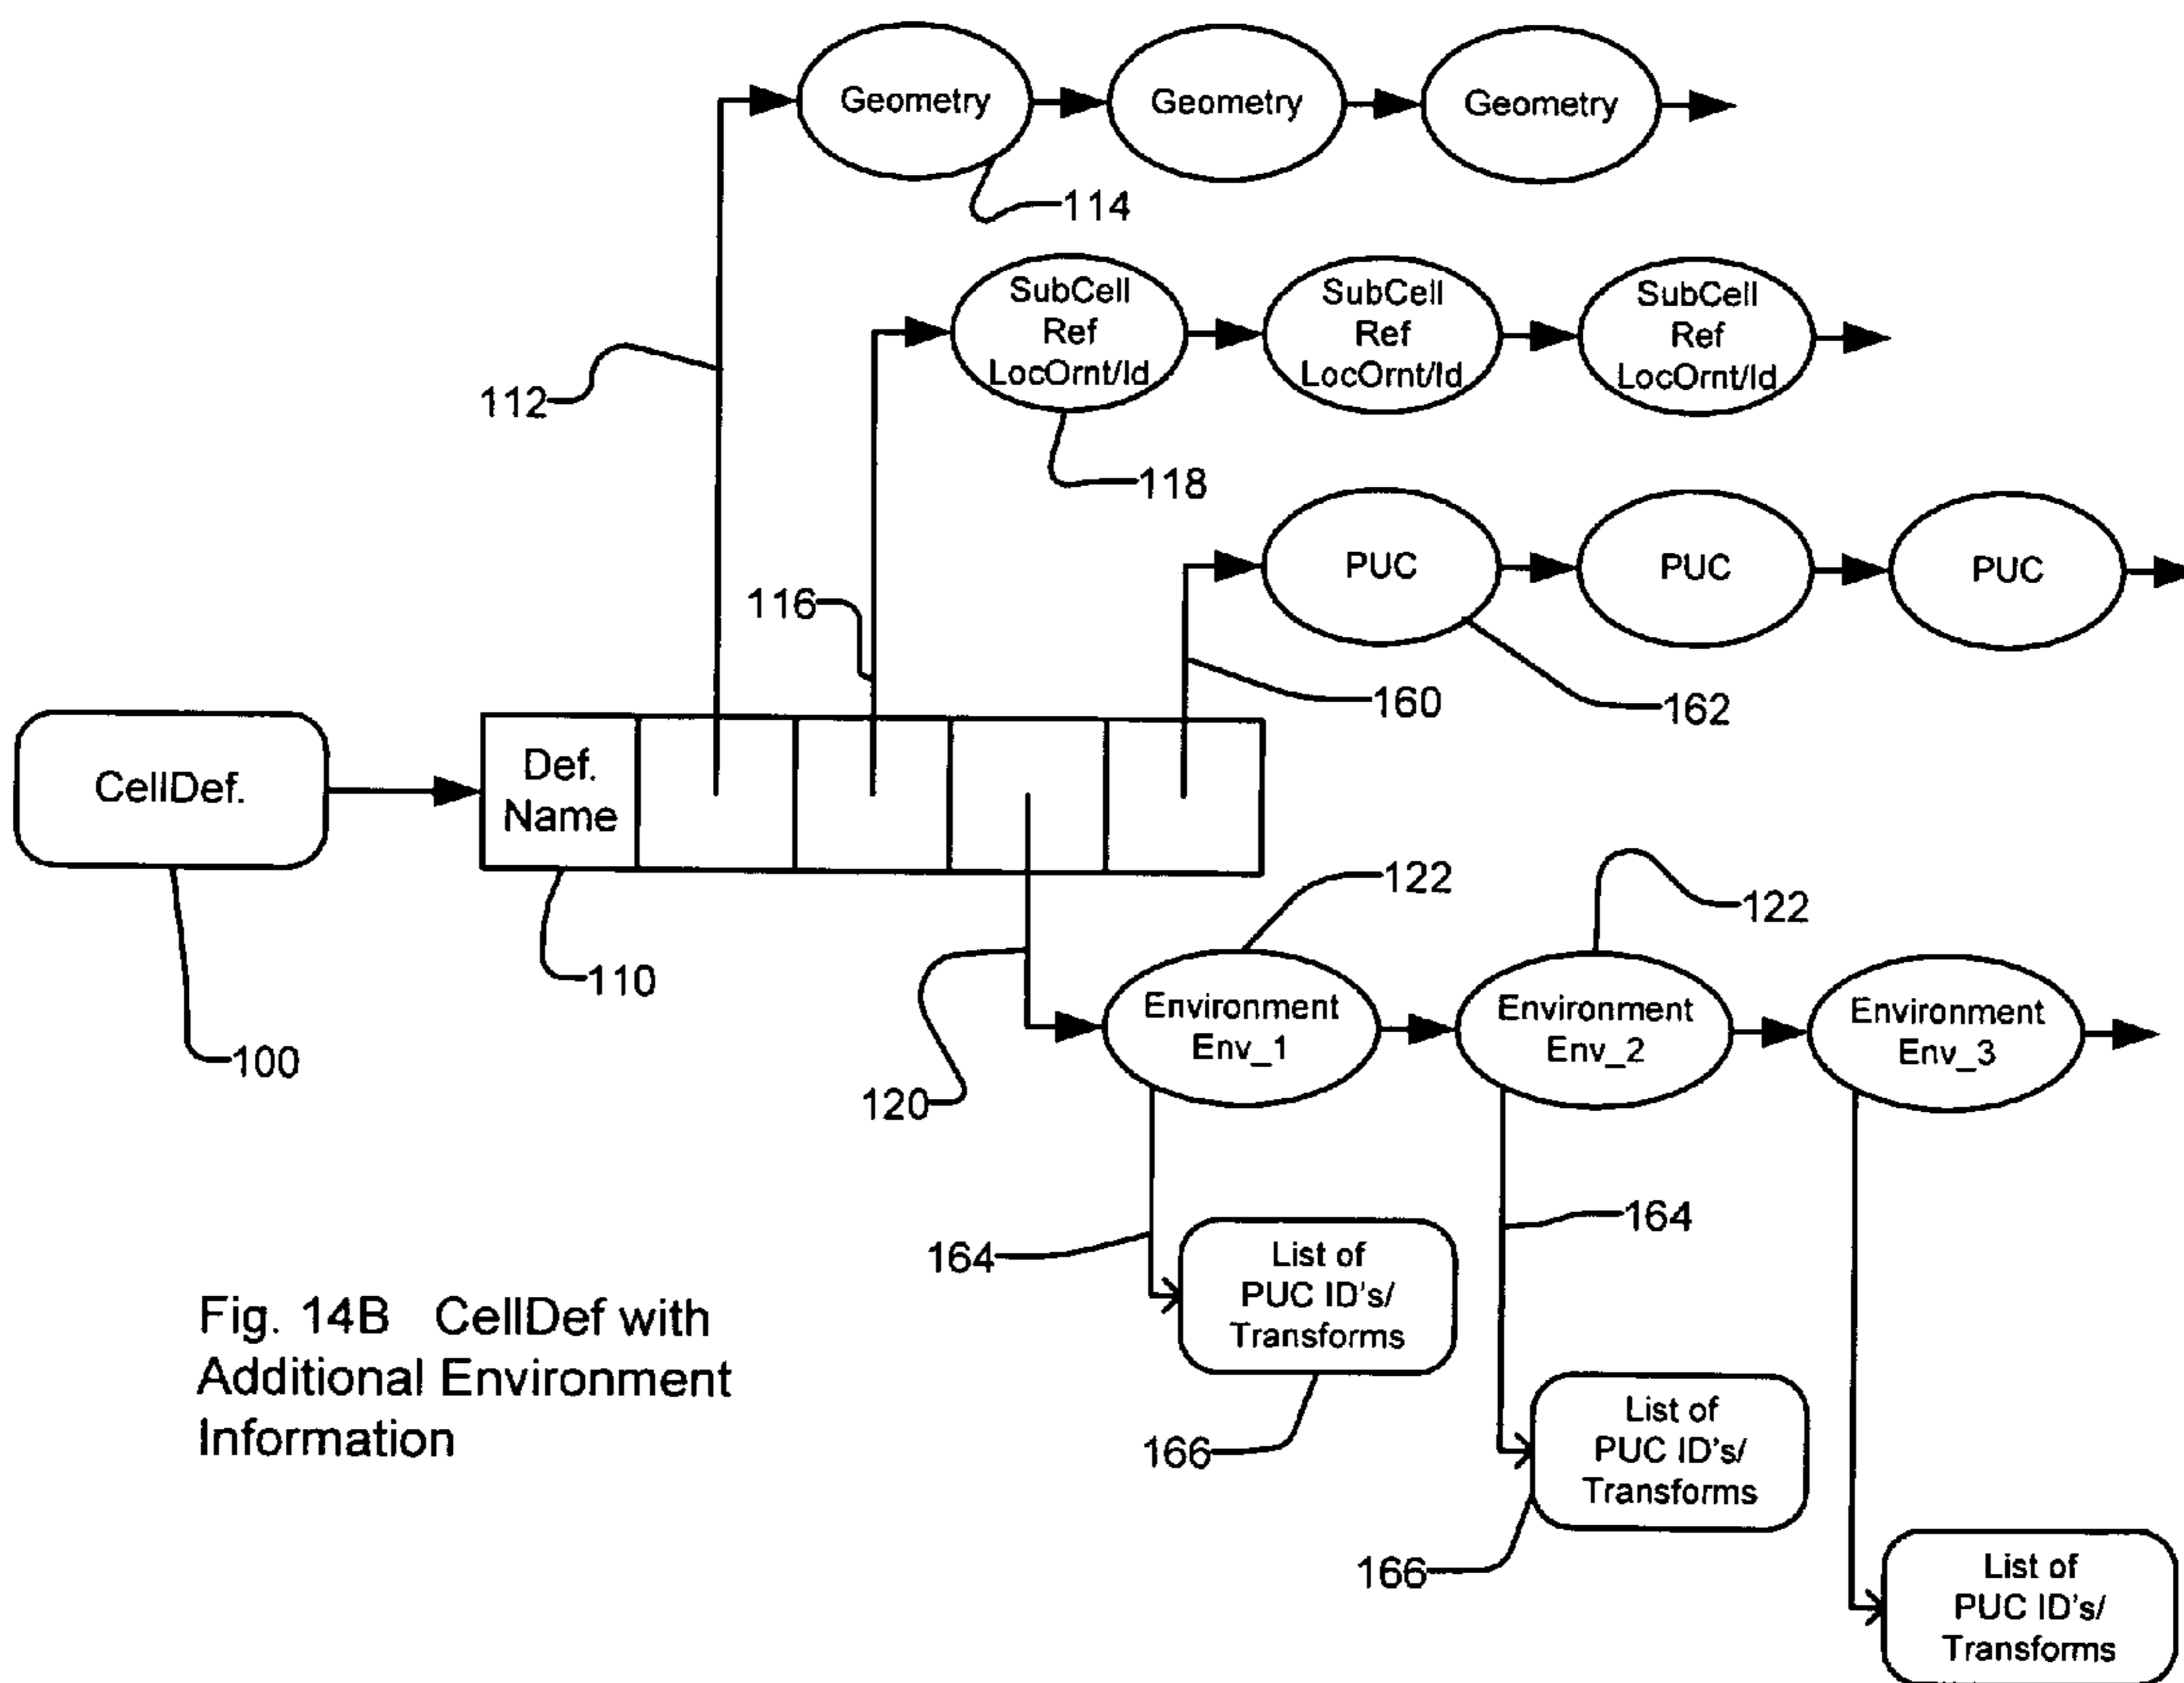 Geometry
Geometry
Geometry
114
SubCell
Ref
LocOrnt/Id
SubCell
Ref
LocOrnt/Id
SubCell
Ref
LocOrnt/Id
112
118
PUC
PUC
PUC
116
160
162
CellDef.
Def.
Name
122
122
110
100
120
Environment
Env_1
Environment
Env_2
Environment
Env_3
164
164
List of
PUC ID's/
Transforms
166
List of
PUC ID's/
Transforms
166
List of
PUC ID's/
Transforms
Fig. 14B CellDef with
Additional Environment
Information